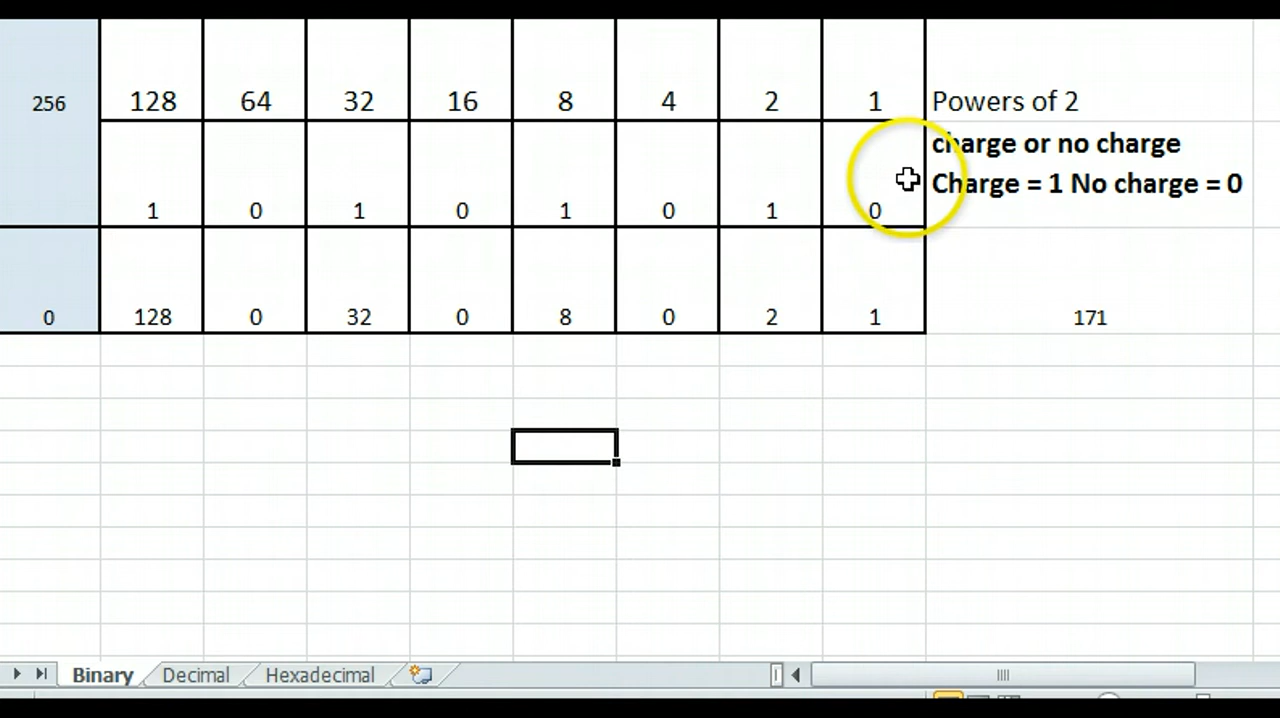 256 128 64 32 16 8 4 2 1 Powers of 2
charge or no charge
Charge = 1 No charge = 0
1 0 1 0 1 0 1 0
0 128 0 32 0 8 0 2 1 171
Binary Decimal Hexadecimal